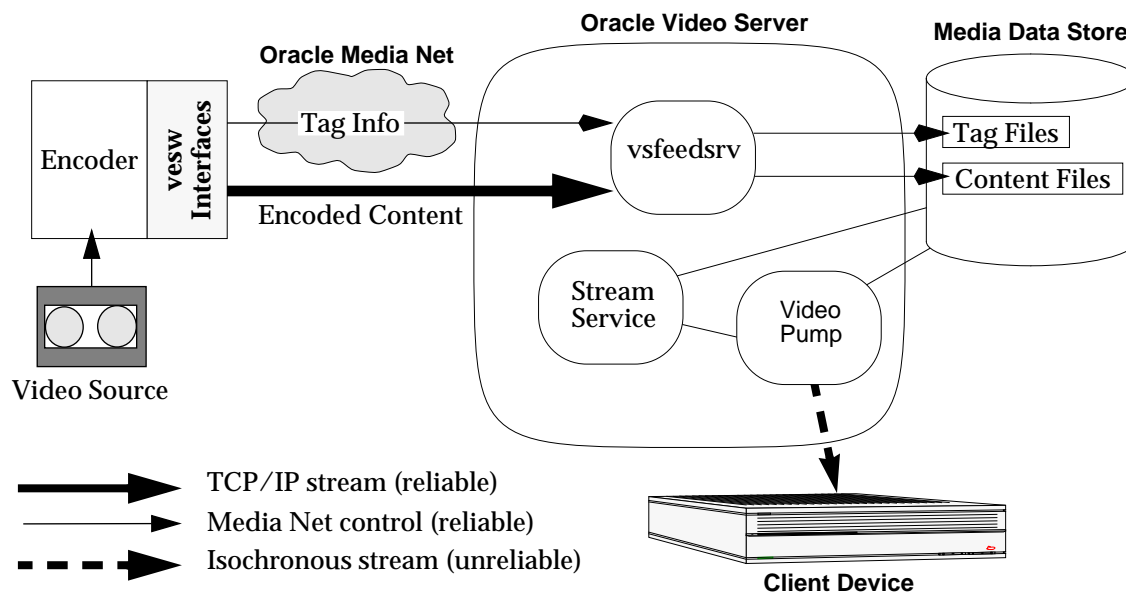 Oracle Video Server
Media Data Store
Oracle Media Net
Encoder
vesw
Interfaces
Tag Info
vsfeedsrv
Tag Files
Content Files
Encoded Content
Stream
Service
Video
Pump
Video Source
TCP/IP stream (reliable)
Media Net control (reliable)
Isochronous stream (unreliable)
Client Device